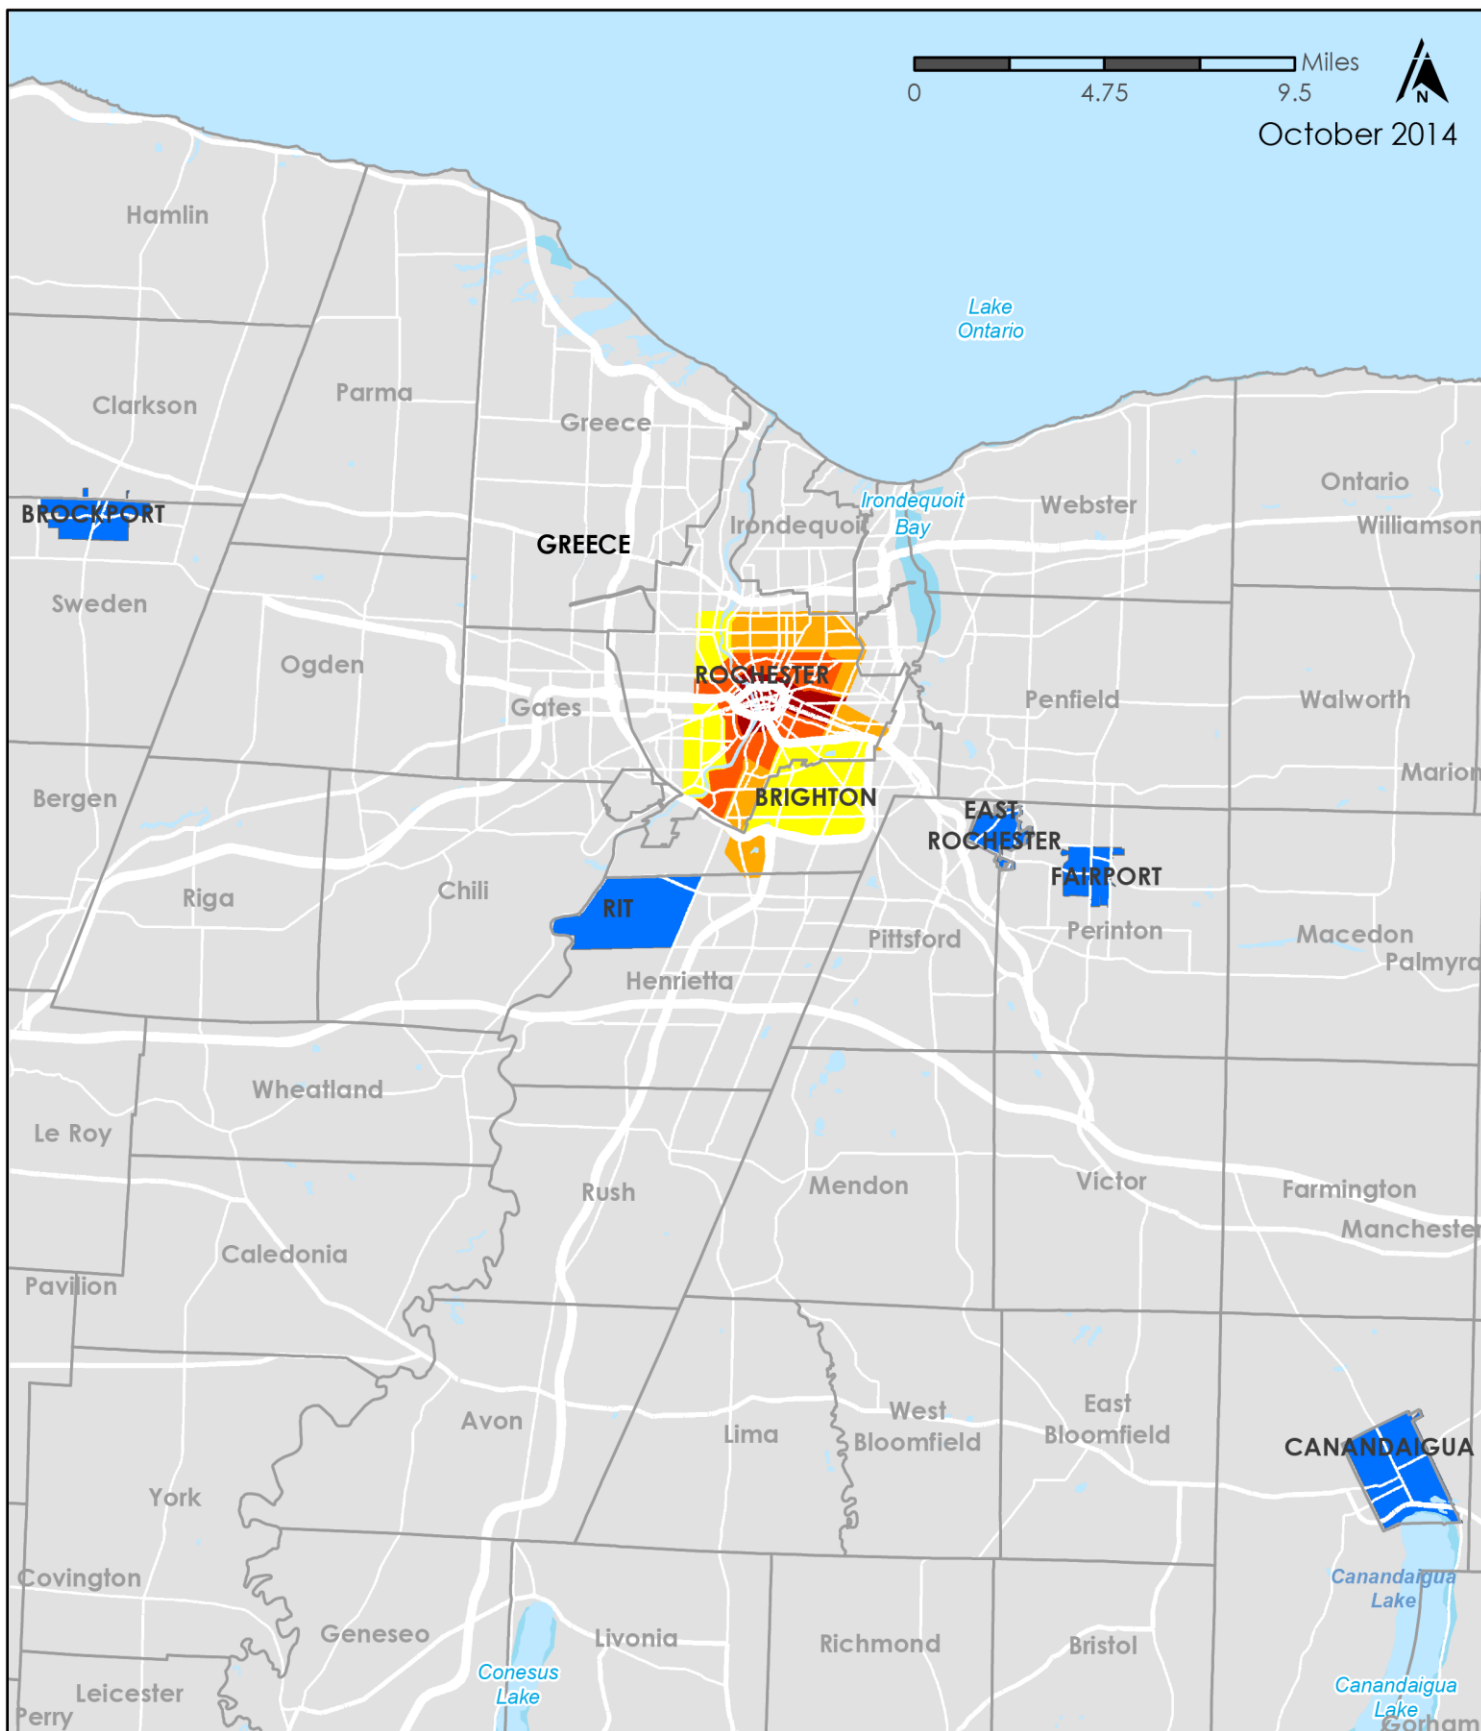 Miles
0 4.75 9.5
N
October 2014
Hamlin
Lake
Ontario
Parma
Clarkson
Greece
Ontario
Irondequoit
Bay
Webster
BROCKPORT
Irondequoit
Williamson
GREECE
Sweden
Ogden
ROCHESTER
Gates
Penfield
Walworth
Marion
Bergen
BRIGHTON
EAST
ROCHESTER
FAIRPORT
Riga
Chili
RIT
Pittsford
Perinton
Macedon
Palmyra
Henrietta
Wheatland
Le Roy
Rush
Mendon
Victor
Farmington
Manchester
Caledonia
Pavilion
Avon
Lima
West
Bloomfield
East
Bloomfield
CANANDAIGUA
York
Covington
Canandaigua
Lake
Geneseo
Livonia
Richmond
Bristol
Conesus
Lake
Leicester
Canandaigua
Lake
Perry
Gorham